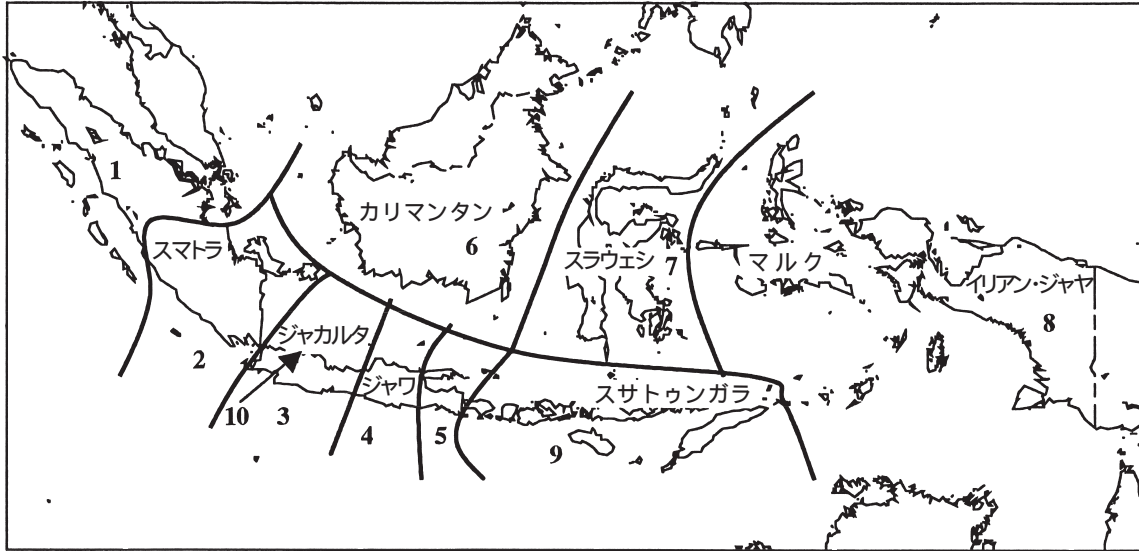 1
スマトラ
カリマンタン
6
スラウェシ
7
マルク
イリアン・ジャヤ
8
2
ジャカルタ
10
3
ジャワ
4
5
スサトゥンガラ
9